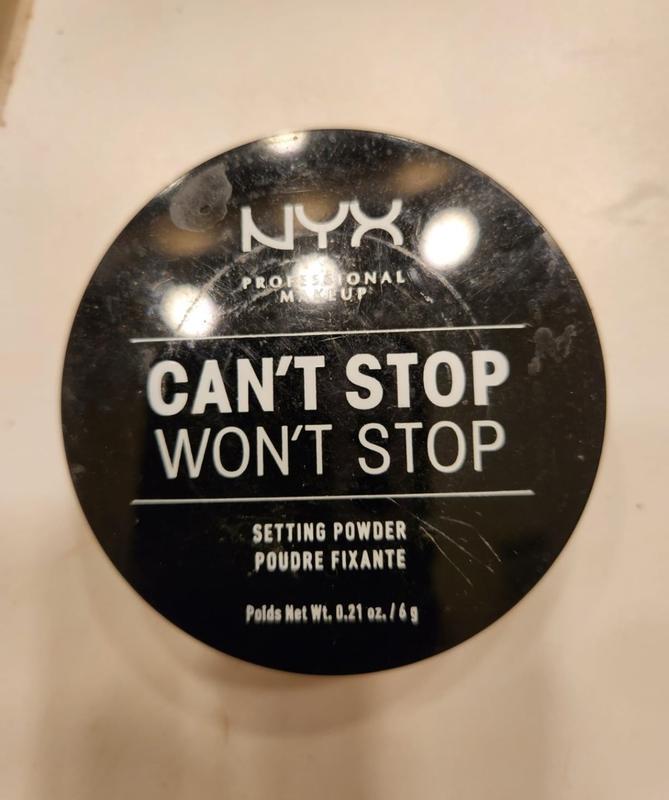 NYX
PROFESSIONAL
MAKEUP
CAN'T STOP
WON'T STOP
SETTING POWDER
POUDRE FIXANTE
Poids Net Wt. 0.21 oz. / 6 g